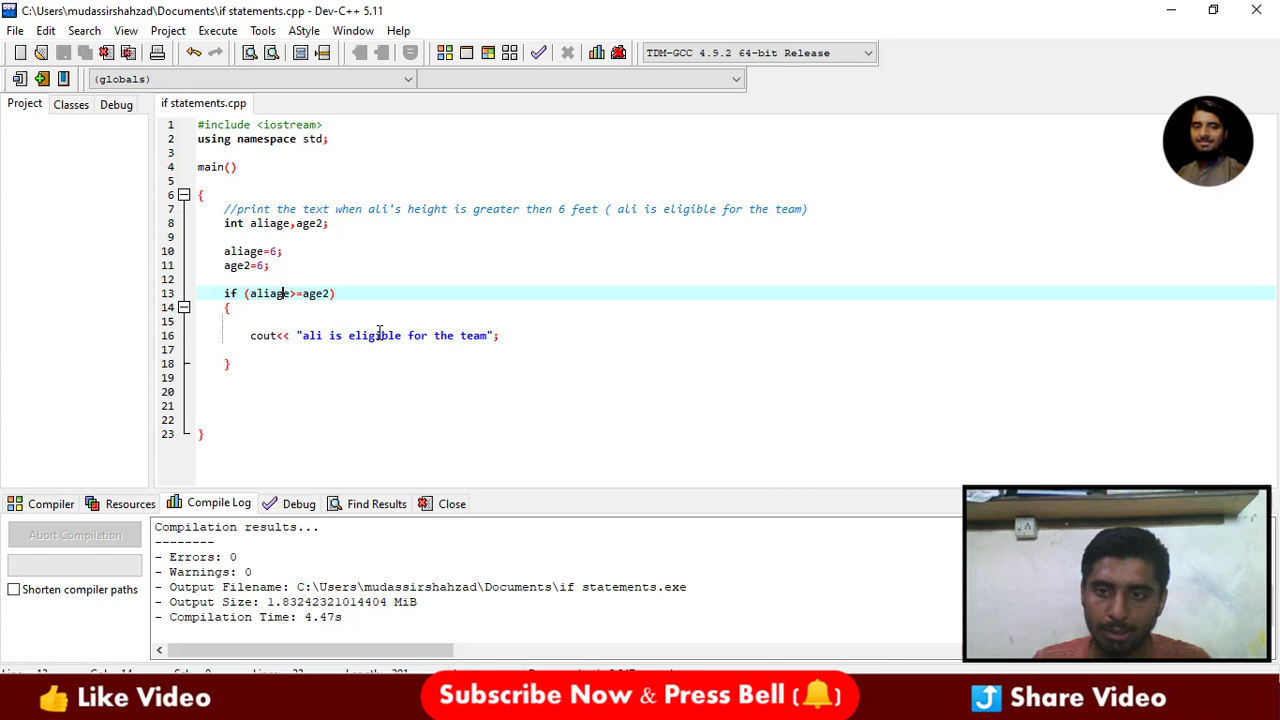 C:\Users\mudassirshahzad\Documents\if statements.cpp - Dev-C++ 5.11
File Edit Search View Project Execute Tools AStyle Window Help
TDM-GCC 4.9.2 64-bit Release
(globals)
Project Classes Debug
if statements.cpp
1 #include <iostream>
2 using namespace std;
3
4 main()
5
6 {
7 //print the text when ali's height is greater then 6 feet ( ali is eligible for the team)
8 int aliage,age2;
9
10 aliage=6;
11 age2=6;
12
13 if (aliage>=age2)
14 {
15
16 cout<< "ali is eligible for the team";
17
18 }
19
20
21
22
23 }
Compiler Resources Compile Log Debug Find Results Close
Abort Compilation
Shorten compiler paths
Compilation results...
--------
- Errors: 0
- Warnings: 0
- Output Filename: C:\Users\mudassirshahzad\Documents\if statements.exe
- Output Size: 1.83242321014404 MiB
- Compilation Time: 4.47s
Like Video
Subscribe Now & Press Bell ( )
Share Video